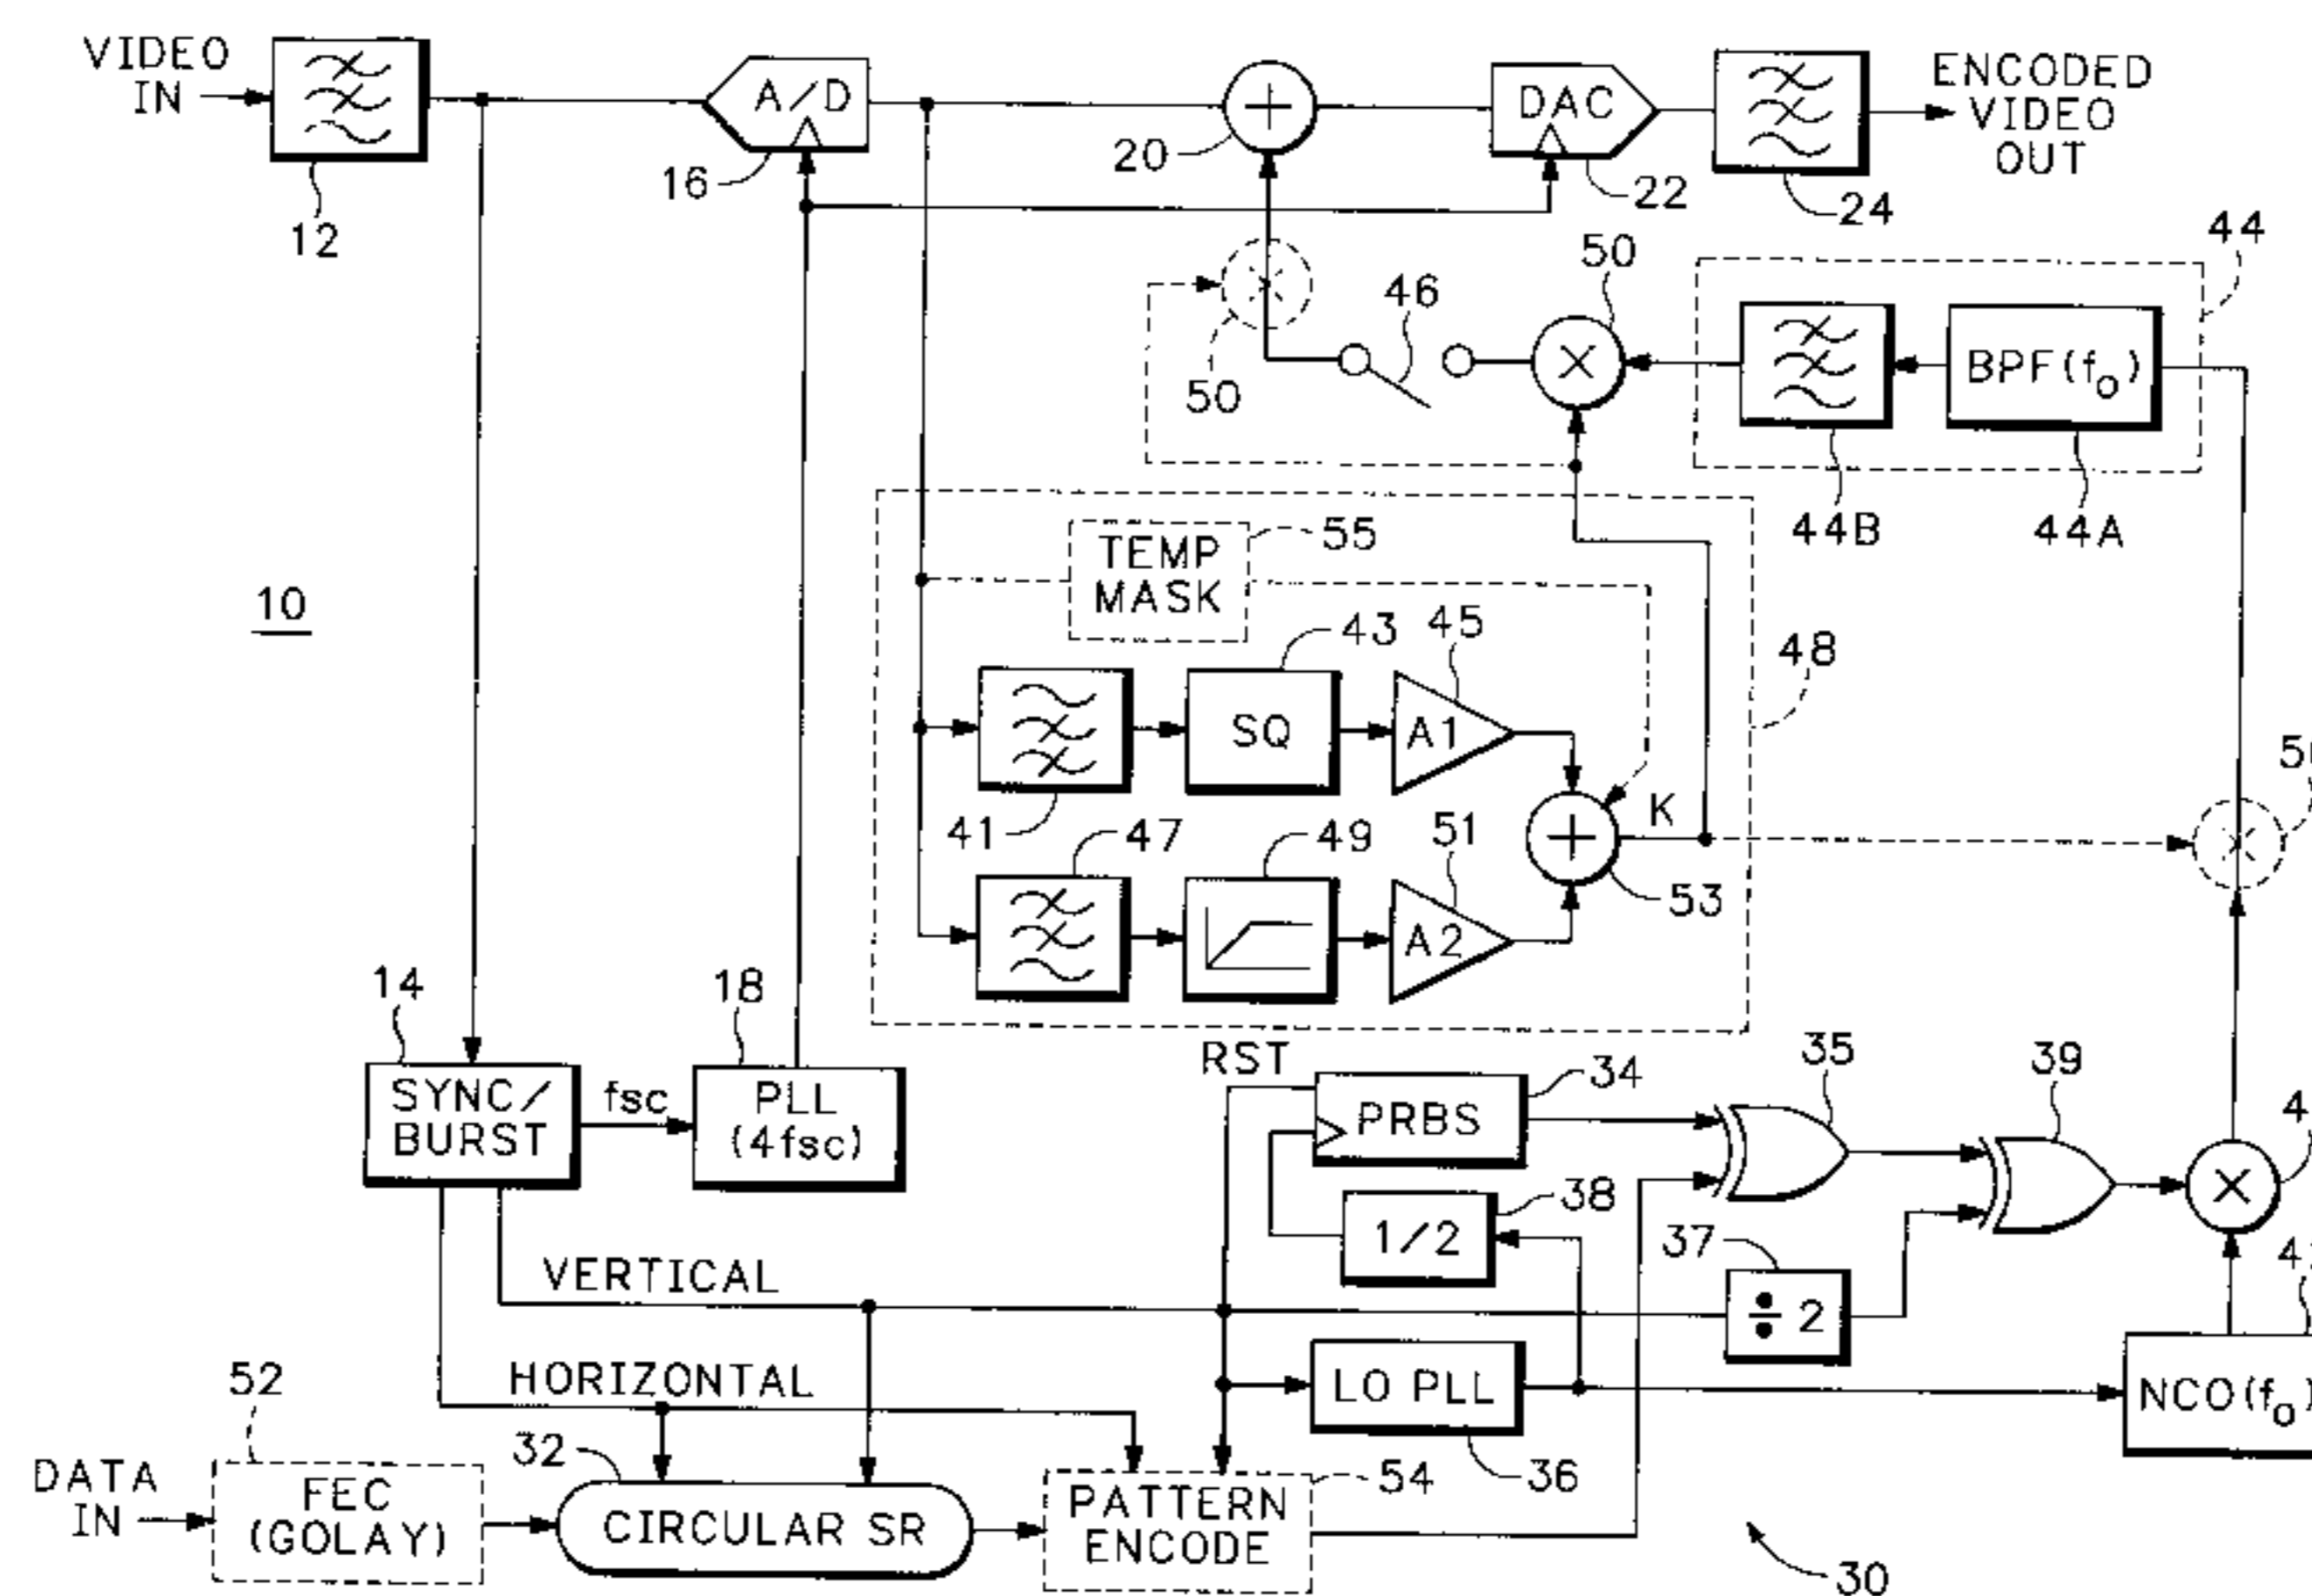 VIDEO
IN
12
A/D
16
+
20
DAC
22
24
ENCODED
VIDEO
OUT
50
46
50
×
44
BPF(fo)
44B
44A
10
TEMP
MASK
55
41
43
SQ
45
A1
48
47
49
51
A2
+
K
53
14
SYNC/
BURST
fsc
18
PLL
(4fsc)
RST
PRBS
34
35
39
×
1/2
38
37
÷ 2
VERTICAL
HORIZONTAL
LO PLL
36
NCO(fo)
52
DATA
IN
FEC
(GOLAY)
32
CIRCULAR SR
PATTERN
ENCODE
54
30